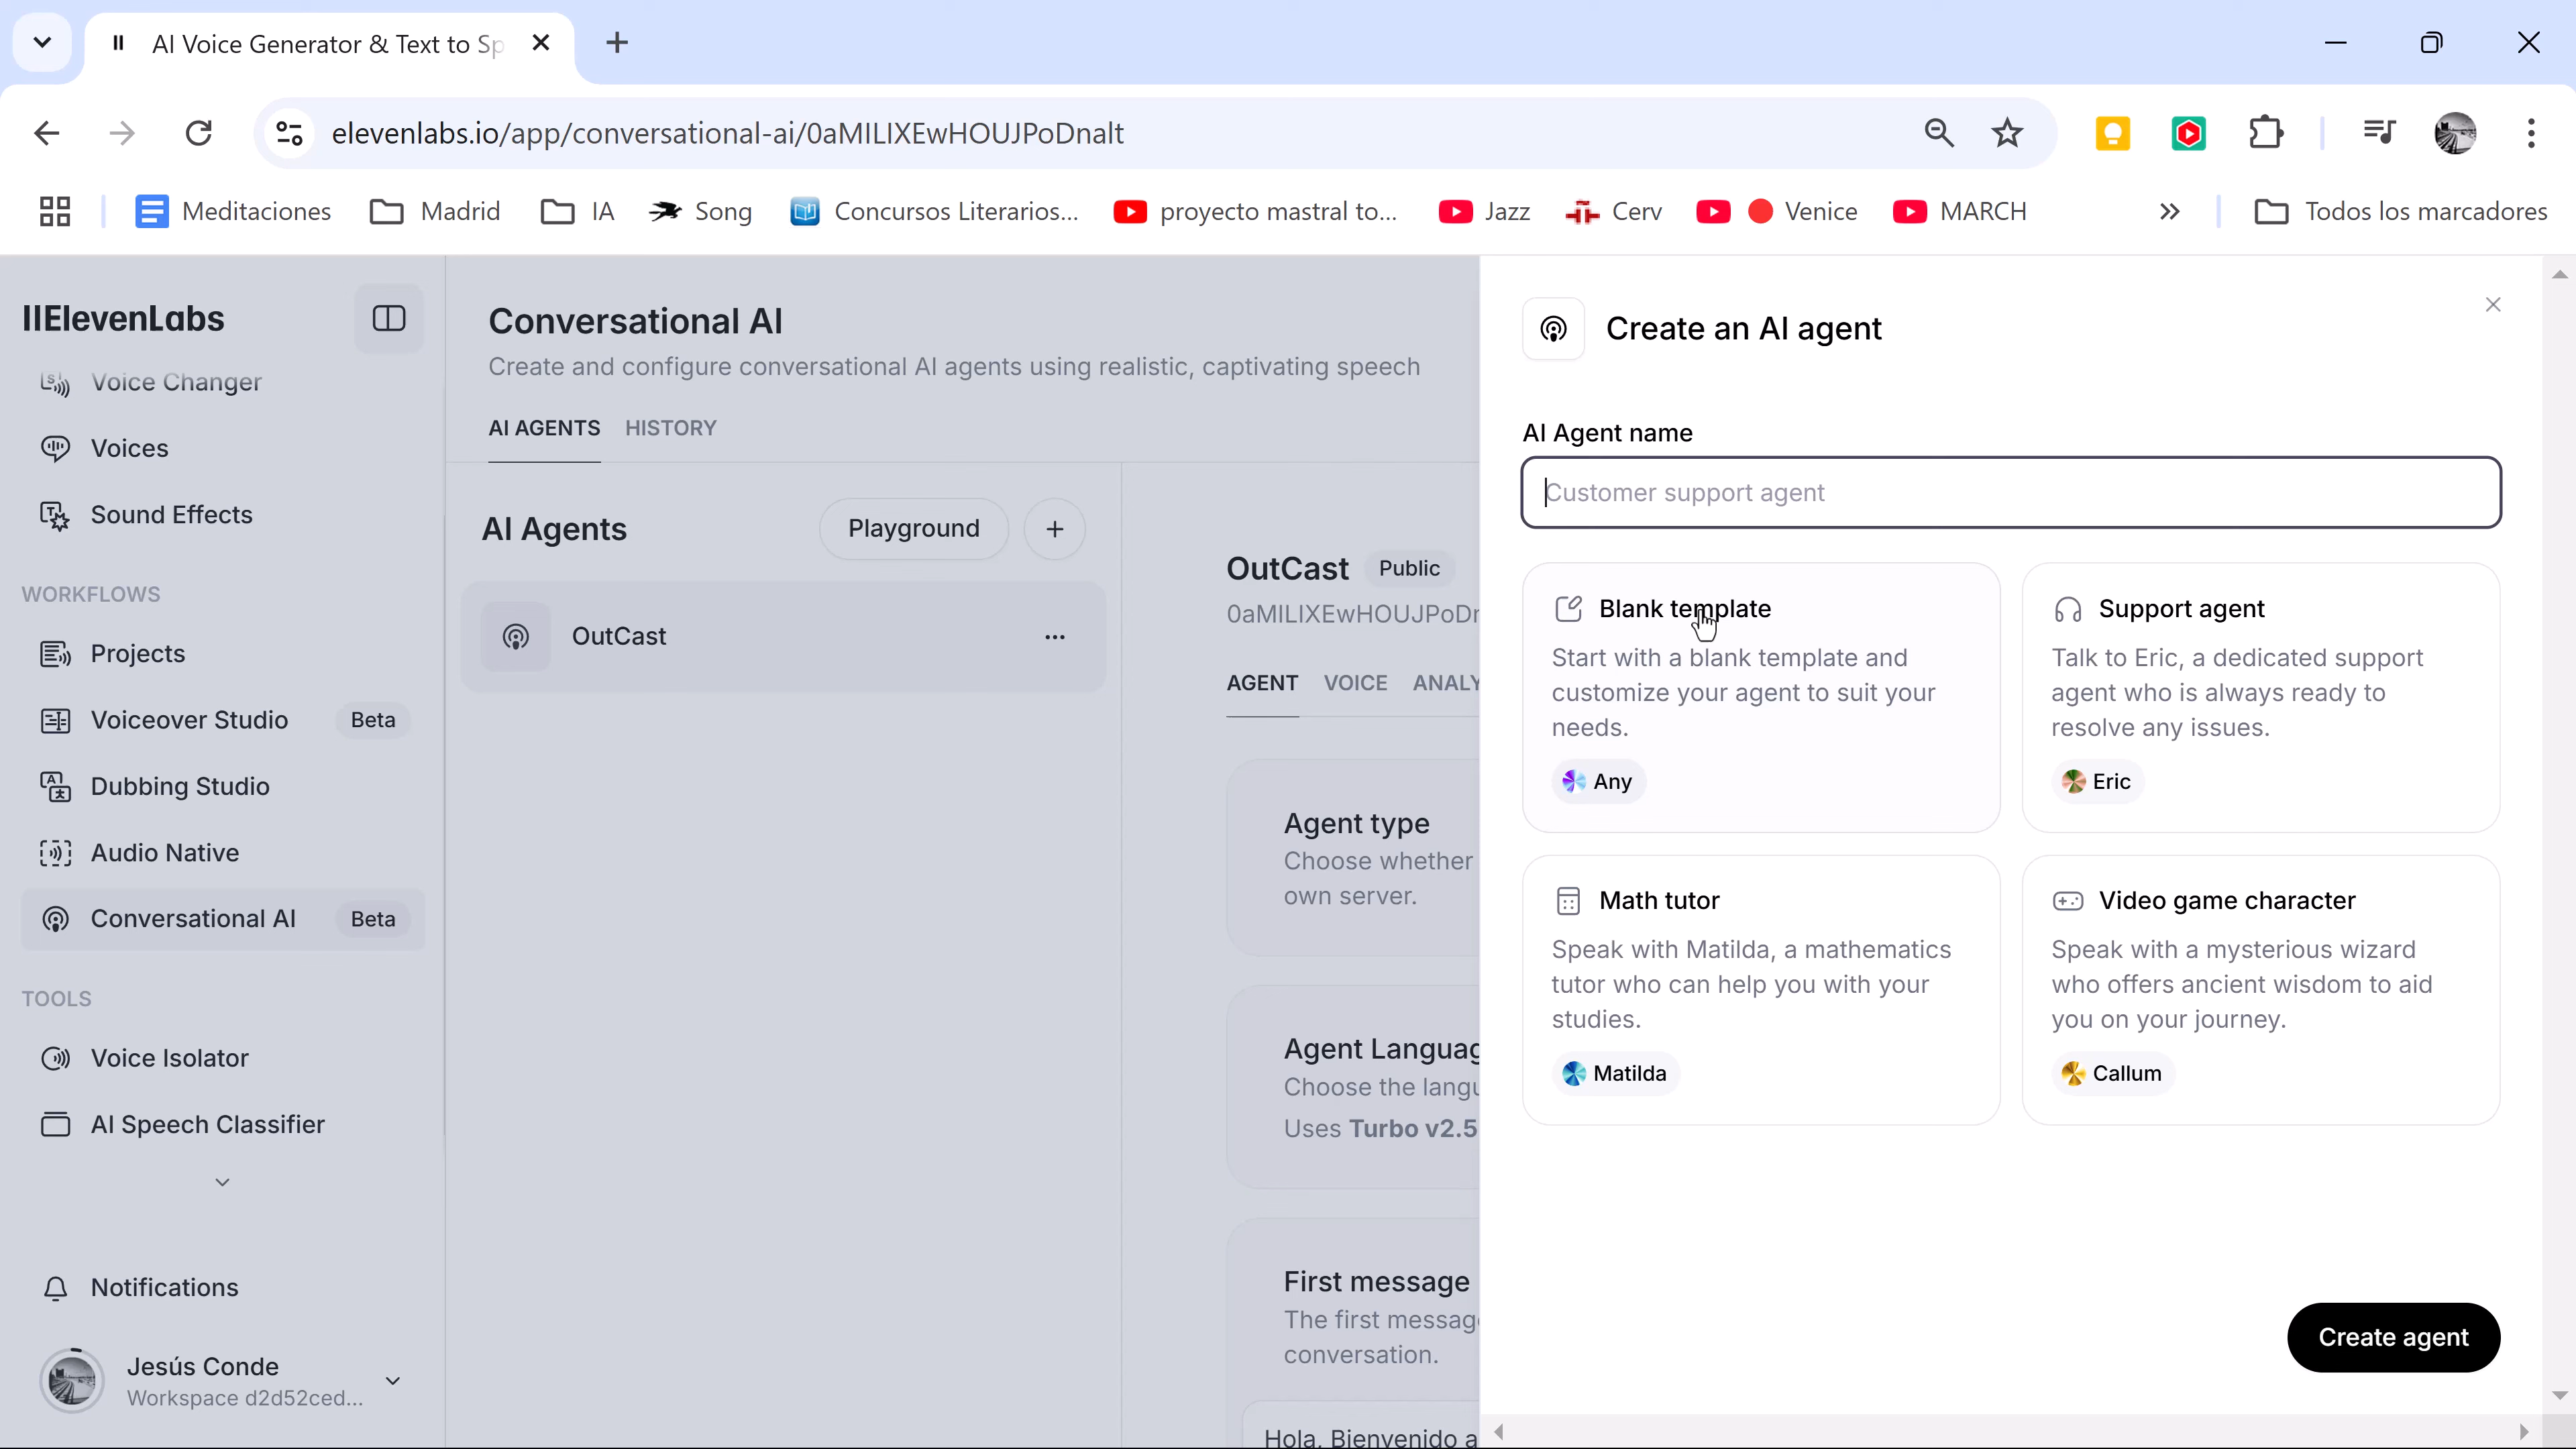 AI Voice Generator & Text to Sp
elevenlabs.io/app/conversational-ai/0aMILIXEwHOUJPoDnalt
Meditaciones
Madrid
IA
Song
Concursos Literarios...
proyecto mastral to...
Jazz
Cerv
Venice
MARCH
Todos los marcadores
IIElevenLabs
Voice Changer
Voices
Sound Effects
WORKFLOWS
Projects
Voiceover Studio Beta
Dubbing Studio
Audio Native
Conversational AI Beta
TOOLS
Voice Isolator
AI Speech Classifier
Notifications
Jesús Conde
Workspace d2d52ced...
Conversational AI
Create and configure conversational AI agents using realistic, captivating speech
AI AGENTS HISTORY
AI Agents Playground
OutCast
OutCast Public
0aMILIXEwHOUJPoDn
AGENT VOICE ANALY
Agent type
Choose whether
own server.
Agent Languag
Choose the langu
Uses Turbo v2.5
First message
The first messag
conversation.
Hola, Bienvenido a
Create an AI agent
AI Agent name
Customer support agent
Blank template
Start with a blank template and
customize your agent to suit your
needs.
Any
Support agent
Talk to Eric, a dedicated support
agent who is always ready to
resolve any issues.
Eric
Math tutor
Speak with Matilda, a mathematics
tutor who can help you with your
studies.
Matilda
Video game character
Speak with a mysterious wizard
who offers ancient wisdom to aid
you on your journey.
Callum
Create agent